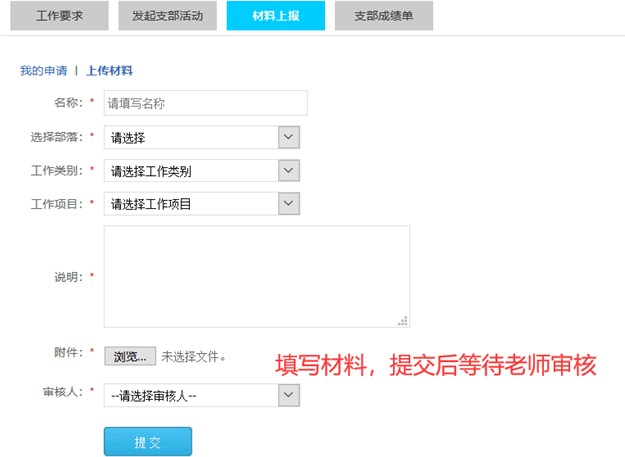 工作要求 发起支部活动 材料上报 支部成绩单
我的申请 | 上传材料
名称：* 请填写名称
选择部落：* 请选择
工作类别：* 请选择工作类别
工作项目：* 请选择工作项目
说明：*
附件：* 浏览... 未选择文件。
填写材料，提交后等待老师审核
审核人：* --请选择审核人--
提 交